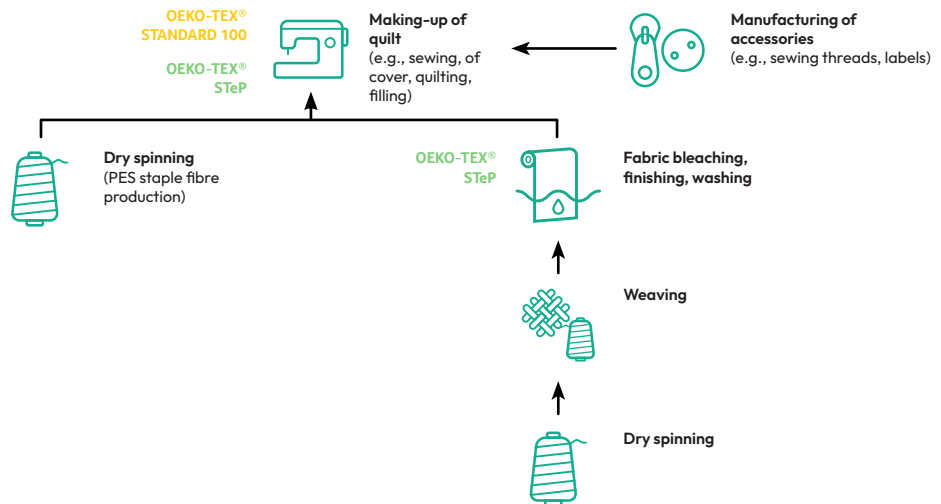 OEKO-TEX®
STANDARD 100
OEKO-TEX®
STeP
Making-up of
quilt
(e.g., sewing, of
cover, quilting,
filling)
Manufacturing of
accessories
(e.g., sewing threads, labels)
Dry spinning
(PES staple fibre
production)
OEKO-TEX®
STeP
Fabric bleaching,
finishing, washing
Weaving
Dry spinning